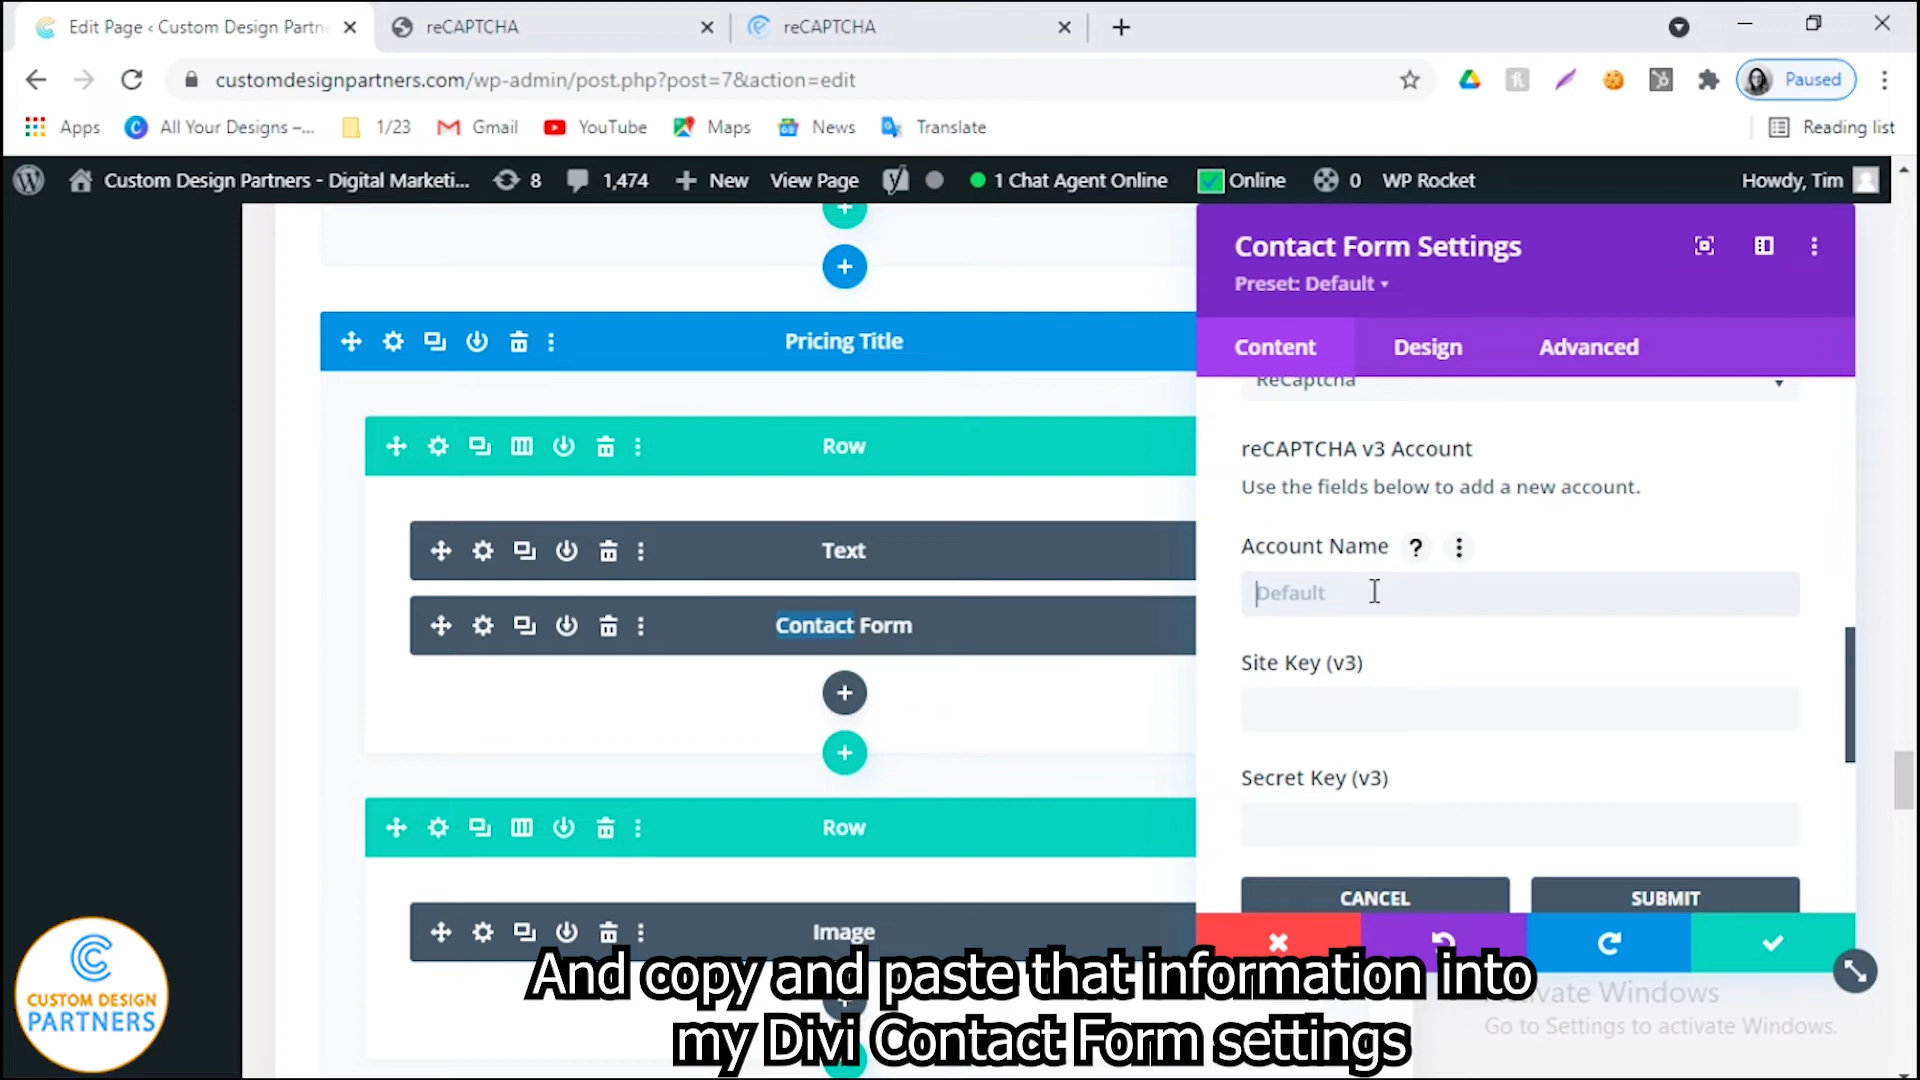 Edit Page ‹ Custom Design Partn
reCAPTCHA
reCAPTCHA
customdesignpartners.com/wp-admin/post.php?post=7&action=edit
Paused
Apps
All Your Designs –...
1/23
Gmail
YouTube
Maps
News
Translate
Reading list
Custom Design Partners - Digital Marketi...
8
1,474
New
View Page
1 Chat Agent Online
Online
0
WP Rocket
Howdy, Tim
Contact Form Settings
Preset: Default
Content
Design
Advanced
Pricing Title
ReCaptcha
Row
reCAPTCHA v3 Account
Use the fields below to add a new account.
Text
Account Name ?
Default
Contact Form
Site Key (v3)
Secret Key (v3)
Row
CANCEL
SUBMIT
Image
CUSTOM DESIGN
PARTNERS
And copy and paste that information into
my Divi Contact Form settings
Activate Windows
Go to Settings to activate Windows.